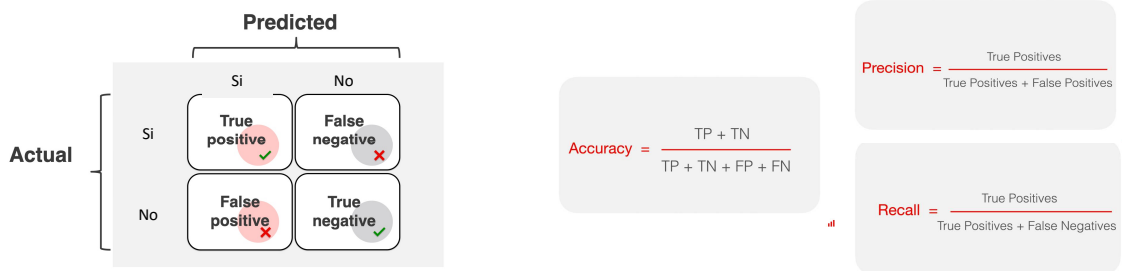 Predicted
Si
No
Actual
Si
True
positive
False
negative
No
False
positive
True
negative
Accuracy =
TP + TN
TP + TN + FP + FN
Precision =
True Positives
True Positives + False Positives
Recall =
True Positives
True Positives + False Negatives